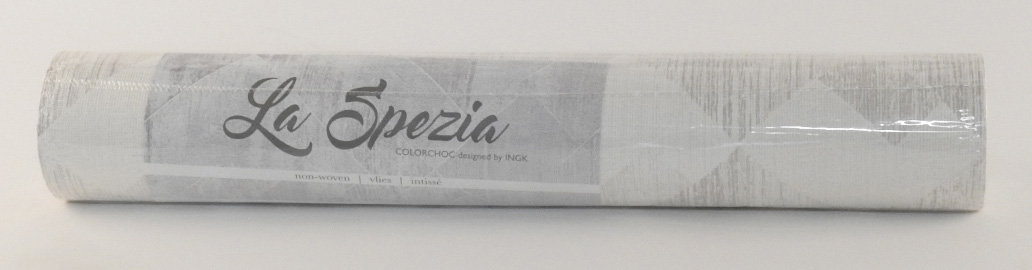 La Spezia
COLORCHOC designed by INGK
non-woven | vlies | intissé